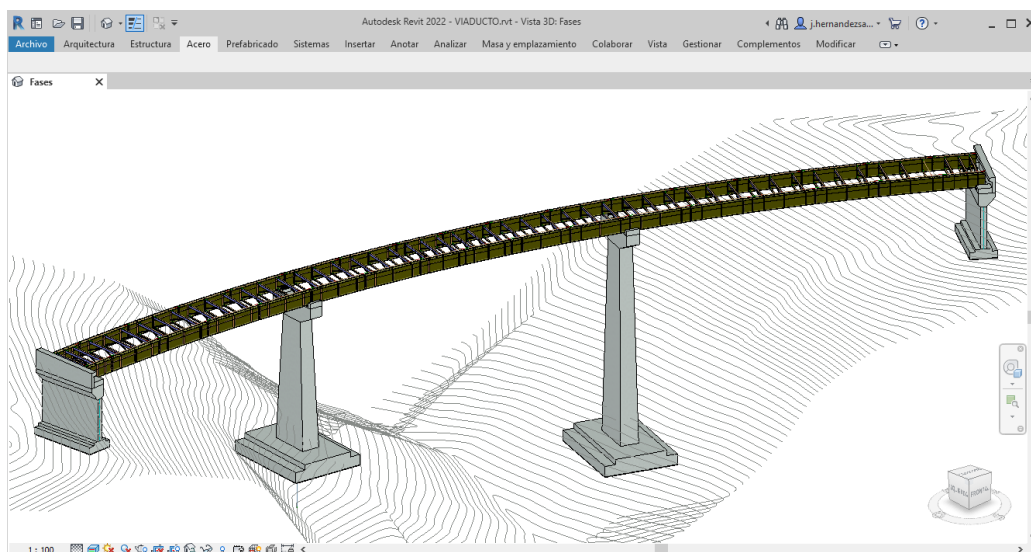 Autodesk Revit 2022 - VIADUCTO.rvt - Vista 3D: Fases
j.hernandezsa...
Archivo Arquitectura Estructura Acero Prefabricado Sistemas Insertar Anotar Analizar Masa y emplazamiento Colaborar Vista Gestionar Complementos Modificar
Fases
1 : 100